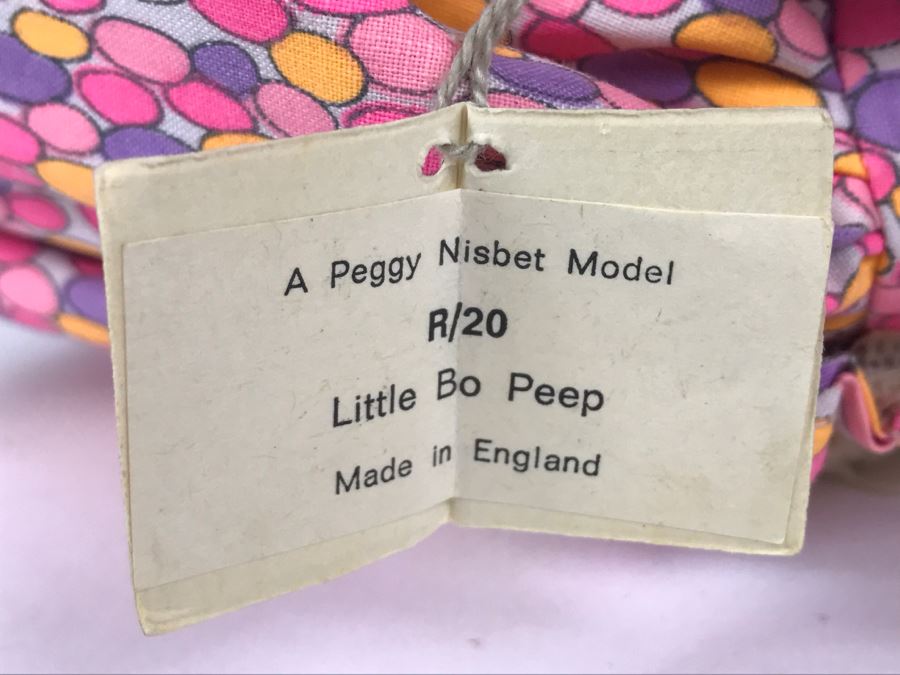 A Peggy Nisbet Model
R/20
Little Bo Peep
Made in England